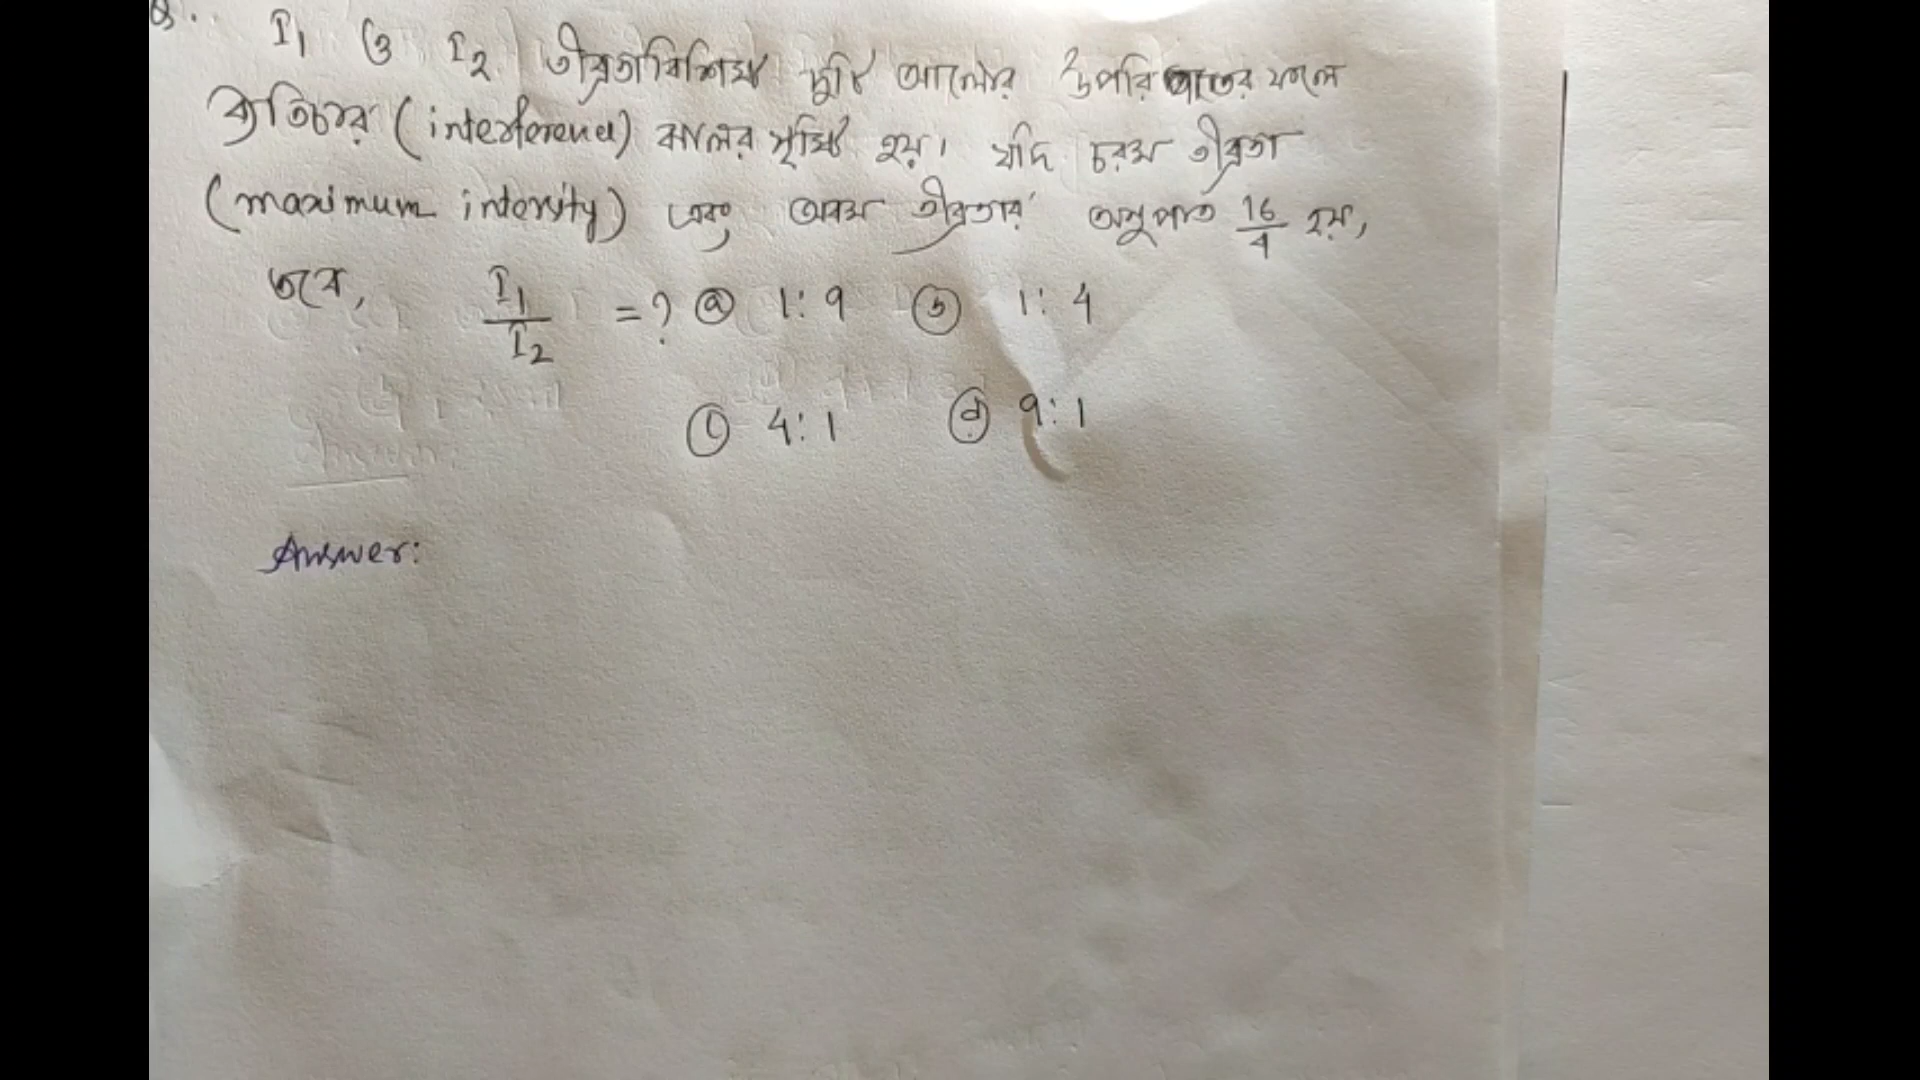 Q. I₁ ও I₂ তীব্রতাবিশিষ্ট দুটি আলোর উপরিপাতের ফলে
ব্যতিচার (interference) ঝালর সৃষ্টি হয়। যদি চরম তীব্রতা
(maximum intensity) এবং অবম তীব্রতার অনুপাত 16/4 হয়,
তবে, I₁/I₂ = ? ⓐ 1:9 ⓑ 1:4
ⓒ 4:1 ⓓ 9:1
Answer: